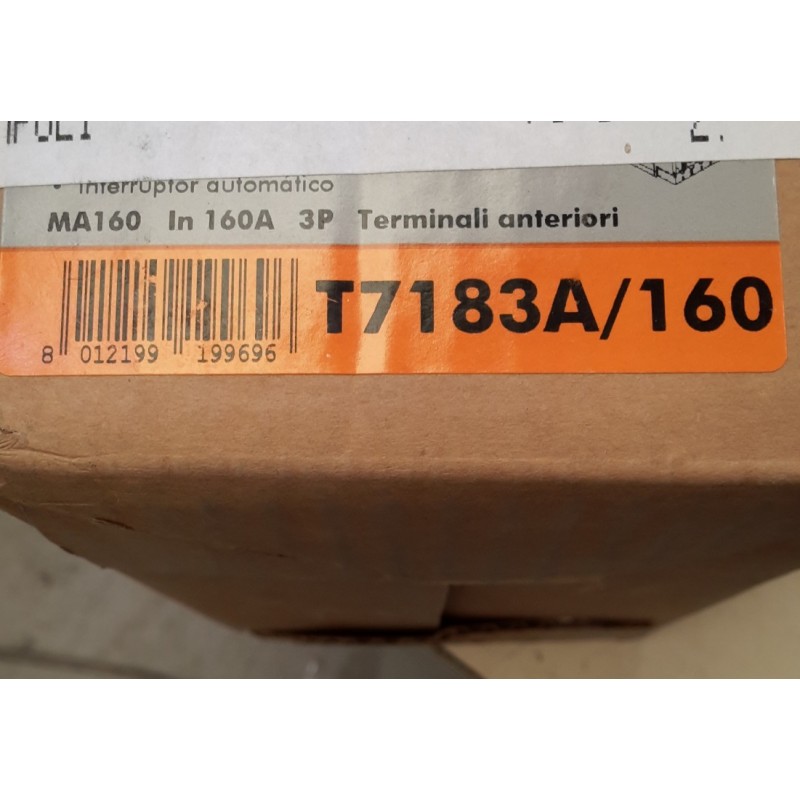 • Interruptor automático
MA160 In 160A 3P Terminali anteriori
T7183A/160
8 012199 199696